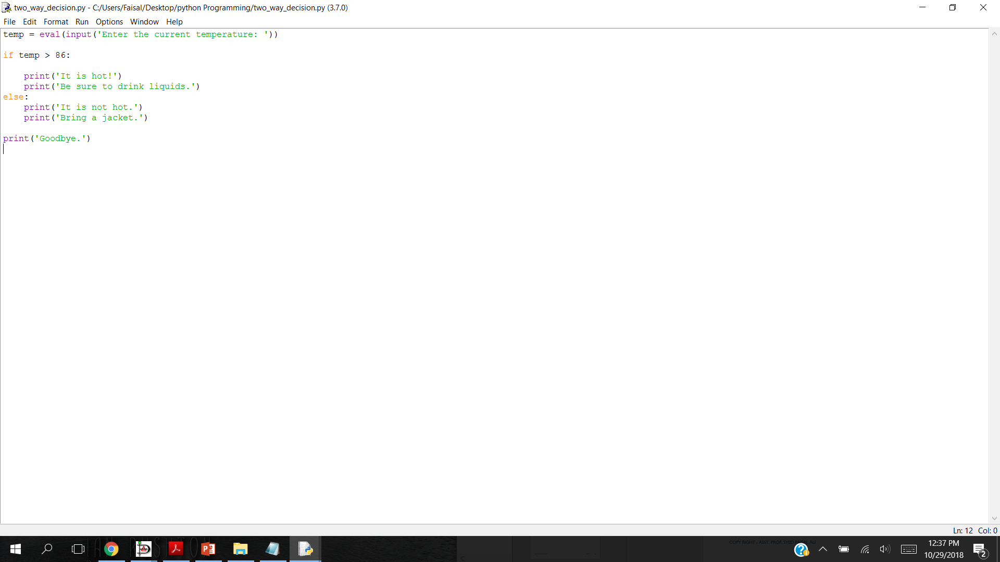 two_way_decision.py - C:/Users/Faisal/Desktop/python Programming/two_way_decision.py (3.7.0)
File Edit Format Run Options Window Help
temp = eval(input('Enter the current temperature: '))
if temp > 86:
    print('It is hot!')
    print('Be sure to drink liquids.')
else:
    print('It is not hot.')
    print('Bring a jacket.')
print('Goodbye.')
Ln: 12 Col: 0
COPY RIGHT - ASST. PROF. SYED FAISAL ALI
12:37 PM
10/29/2018
2